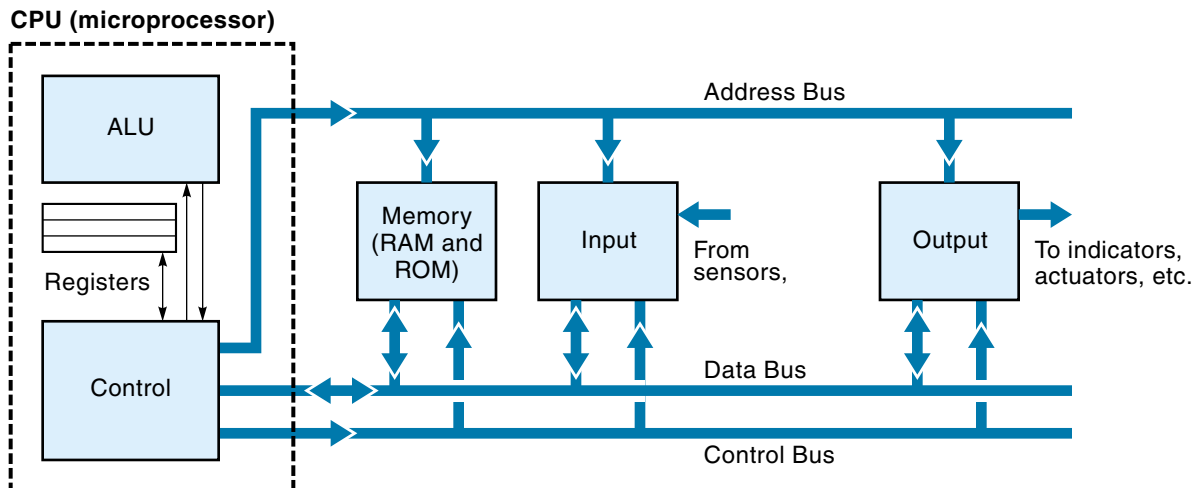 CPU (microprocessor)
ALU
Registers
Control
Address Bus
Memory
(RAM and
ROM)
Input
From
sensors,
Output
To indicators,
actuators, etc.
Data Bus
Control Bus